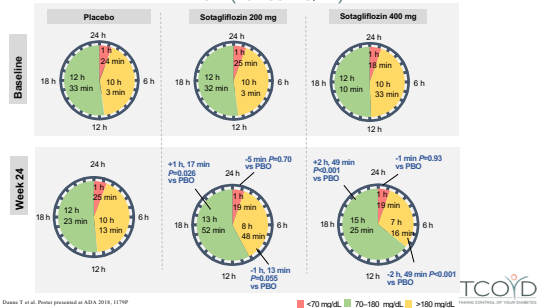 Placebo
Sotagliflozin 200 mg
Sotagliflozin 400 mg
Baseline
24 h
1 h
24 min
12 h
33 min
10 h
3 min
18 h
6 h
12 h
24 h
1 h
25 min
12 h
32 min
10 h
3 min
18 h
6 h
12 h
24 h
1 h
18 min
12 h
10 min
10 h
33 min
18 h
6 h
12 h
Week 24
24 h
1 h
25 min
12 h
23 min
10 h
13 min
18 h
6 h
12 h
+1 h, 17 min
P=0.026
vs PBO
-5 min P=0.70
vs PBO
24 h
1 h
19 min
13 h
52 min
8 h
48 min
18 h
6 h
12 h
-1 h, 13 min
P=0.055
vs PBO
+2 h, 49 min
P<0.001
vs PBO
-1 min P=0.93
vs PBO
24 h
1 h
19 min
15 h
25 min
7 h
16 min
18 h
6 h
12 h
-2 h, 49 min P<0.001
vs PBO
<70 mg/dL 70–180 mg/dL >180 mg/dL
Danne T et al. Poster presented at ADA 2018, 1179P
TCOYD
TAKING CONTROL OF YOUR DIABETES